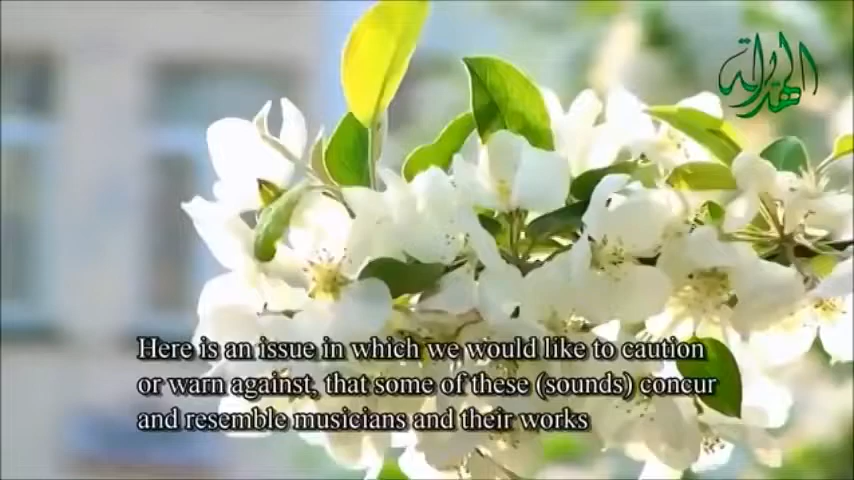 الهداية
Here is an issue in which we would like to caution
or warn against, that some of these (sounds) concur
and resemble musicians and their works